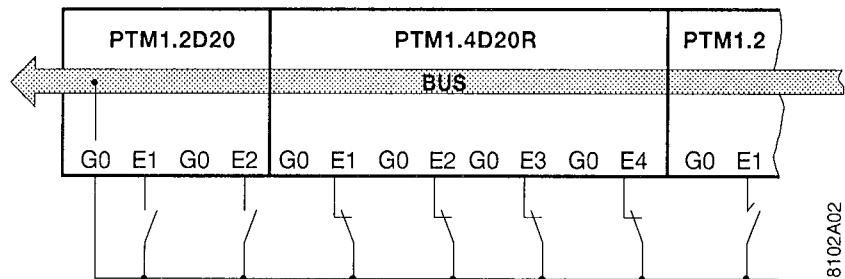 PTM1.2D20 PTM1.4D20R PTM1.2
BUS
G0 E1 G0 E2 G0 E1 G0 E2 G0 E3 G0 E4 G0 E1
8102A02